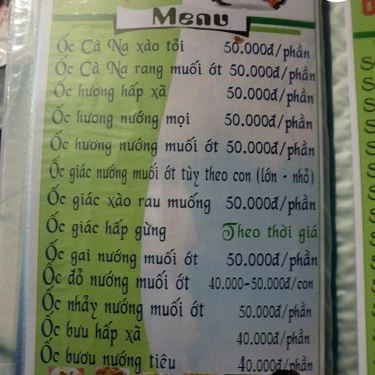 Menu
Ốc Cà Na xào tỏi 50.000đ/phần
Ốc Cà Na rang muối ớt 50.000đ/phần
Ốc hương hấp xã 50.000đ/phần
Ốc hương nướng mọi 50.000đ/phần
Ốc hương nướng muối ớt 50.000đ/phần
Ốc giác nướng muối ớt tùy theo con (lớn - nhỏ)
Ốc giác xào rau muống 50.000đ/phần
Ốc giác hấp gừng Theo thời giá
Ốc gai nướng muối ớt 50.000đ/phần
Ốc đỏ nướng muối ớt 40.000-50.000đ/con
Ốc nhảy nướng muối ớt 50.000đ/phần
Ốc bưu hấp xã 40.000đ/phần
Ốc bươu nướng tiêu 40.000đ/phần